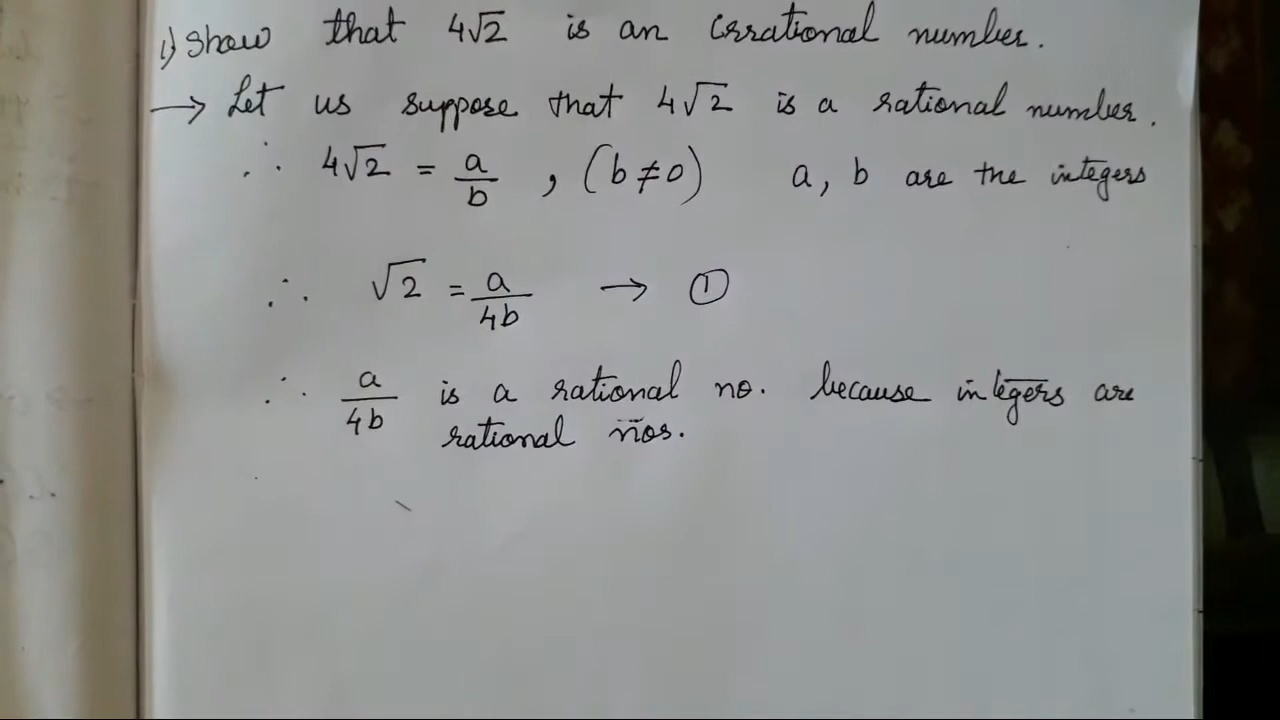 i) Show that 4√2 is an irrational number.
→ Let us suppose that 4√2 is a rational number.
∴ 4√2 = a/b , (b ≠ 0) a, b are the integers
∴ √2 = a/4b → ①
∴ a/4b is a rational no. because integers are
rational nos.